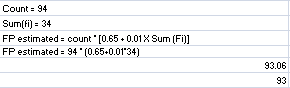 Count = 94
Sum(fi) = 34
FP estimated = count * [0.65 + 0.01 X Sum (Fi)]
FP estimated = 94 * (0.65+0.01*34)
93.06
93